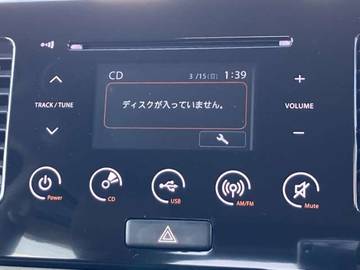 CD 3/15(日) 1:39
ディスクが入っていません。
TRACK / TUNE
VOLUME
Power
CD
USB
AM/FM
Mute